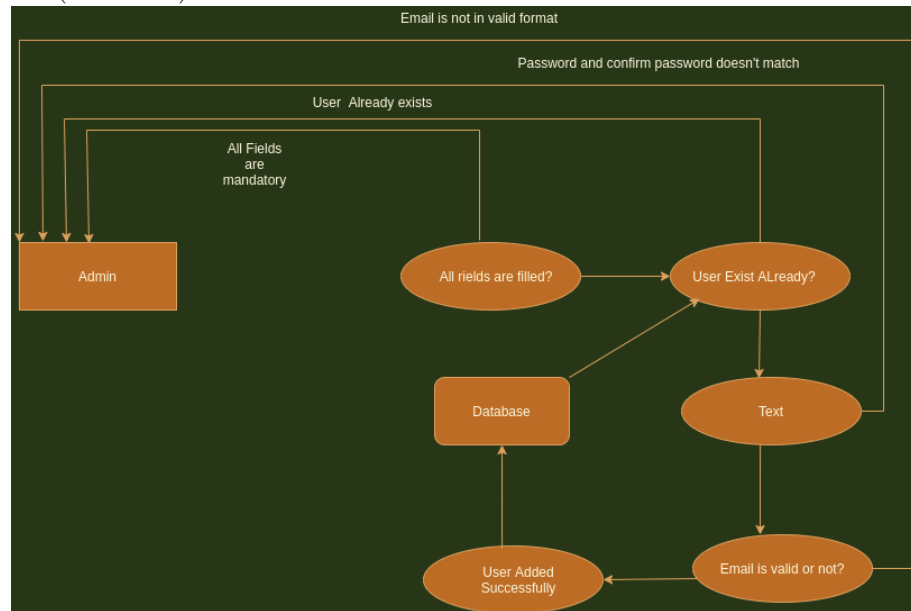 Email is not in valid format
Password and confirm password doesn't match
User Already exists
All Fields
are
mandatory
Admin
All rields are filled?
User Exist ALready?
Database
Text
User Added
Successfully
Email is valid or not?